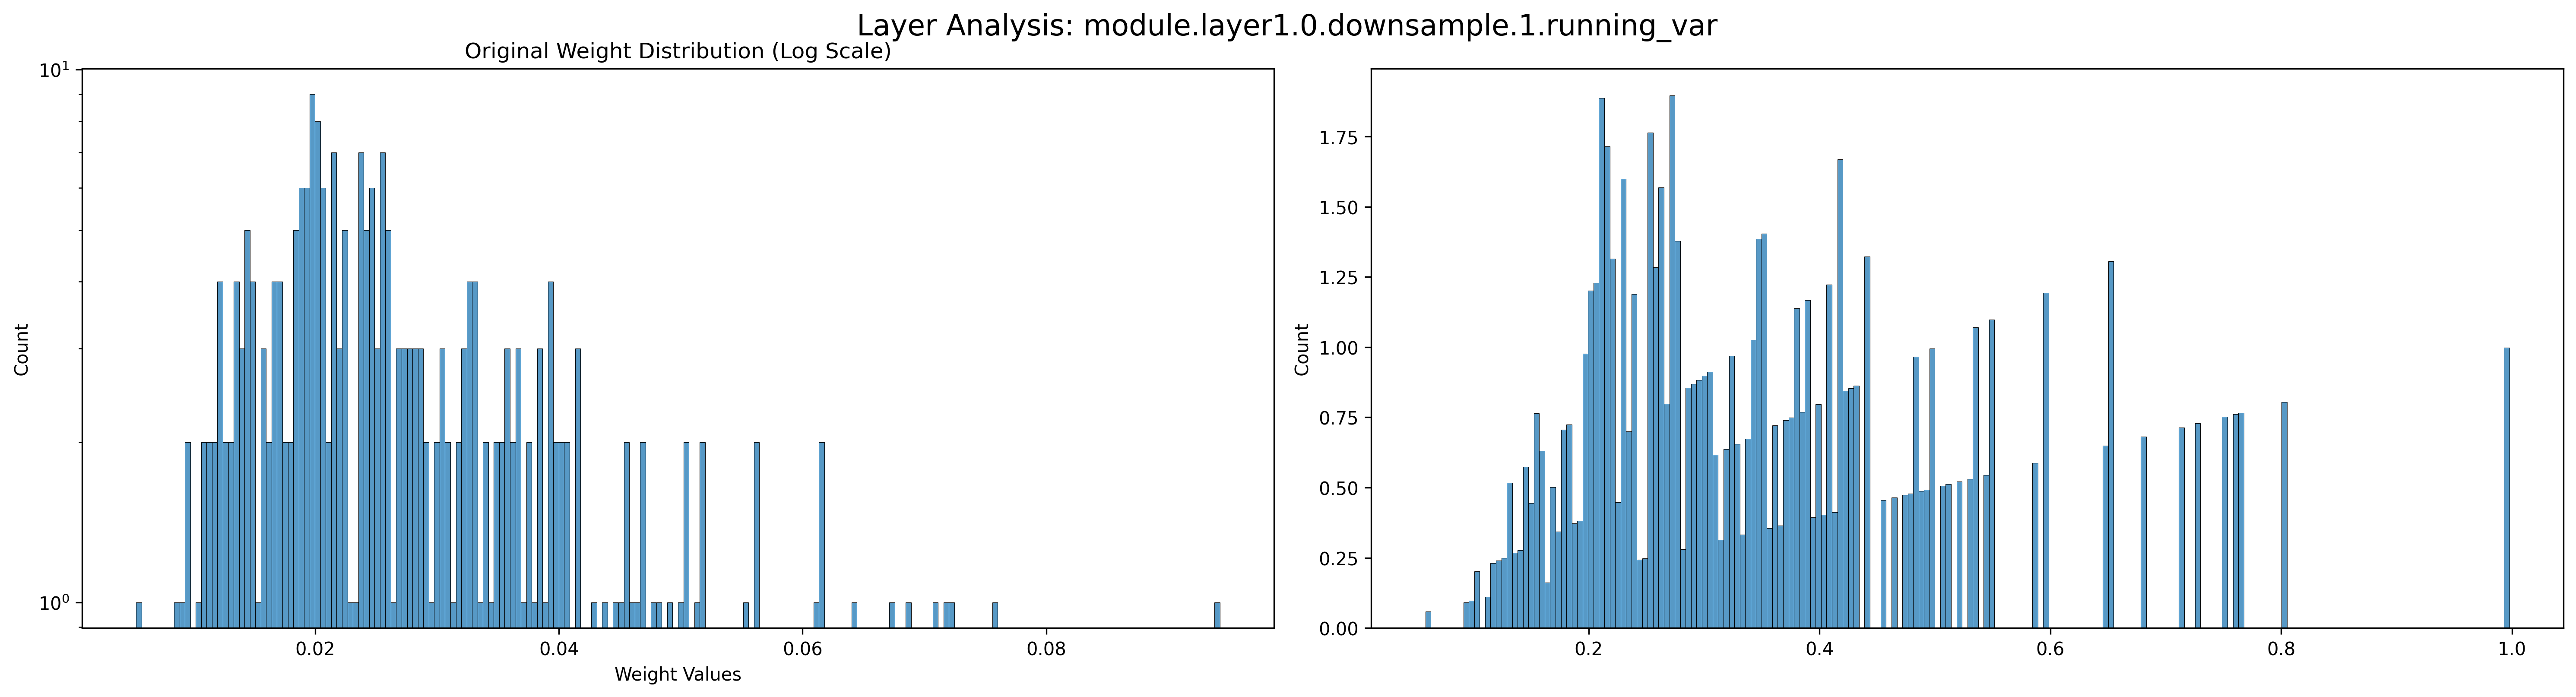 Layer Analysis: module.layer1.0.downsample.1.running_var
Original Weight Distribution (Log Scale)
10¹
10⁰
Count
0.02 0.04 0.06 0.08
Weight Values
1.75
1.50
1.25
1.00
0.75
0.50
0.25
0.00
Count
0.2 0.4 0.6 0.8 1.0